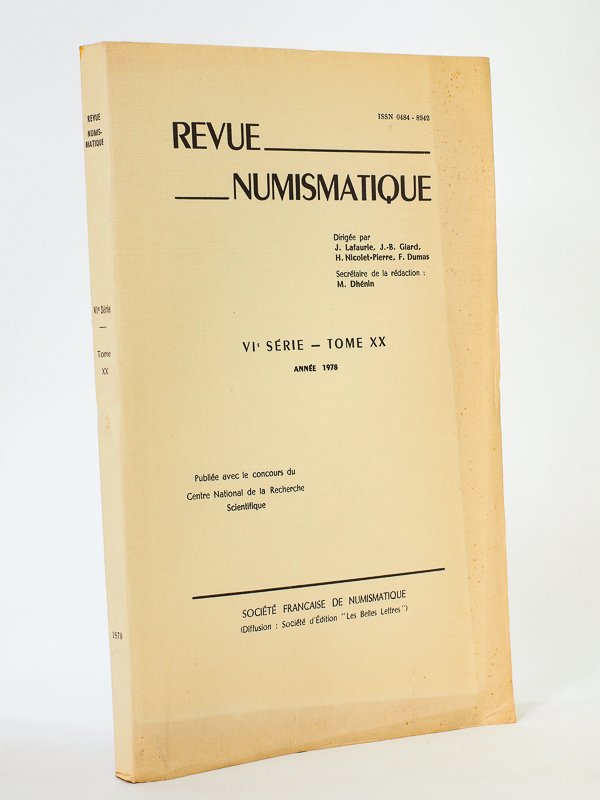 REVUE
NUMIS-
MATIQUE
VIe Série
Tome
XX
1978
ISSN 0484 - 8942
REVUE
NUMISMATIQUE
Dirigée par
J. Lafaurie, J.-B. Giard,
H. Nicolet-Pierre, F. Dumas
Secrétaire de la rédaction :
M. Dhénin
VIe SÉRIE — TOME XX
ANNÉE 1978
Publiée avec le concours du
Centre National de la Recherche
Scientifique
SOCIÉTÉ FRANCAISE DE NUMISMATIQUE
(Diffusion : Société d'Édition "Les Belles Lettres")